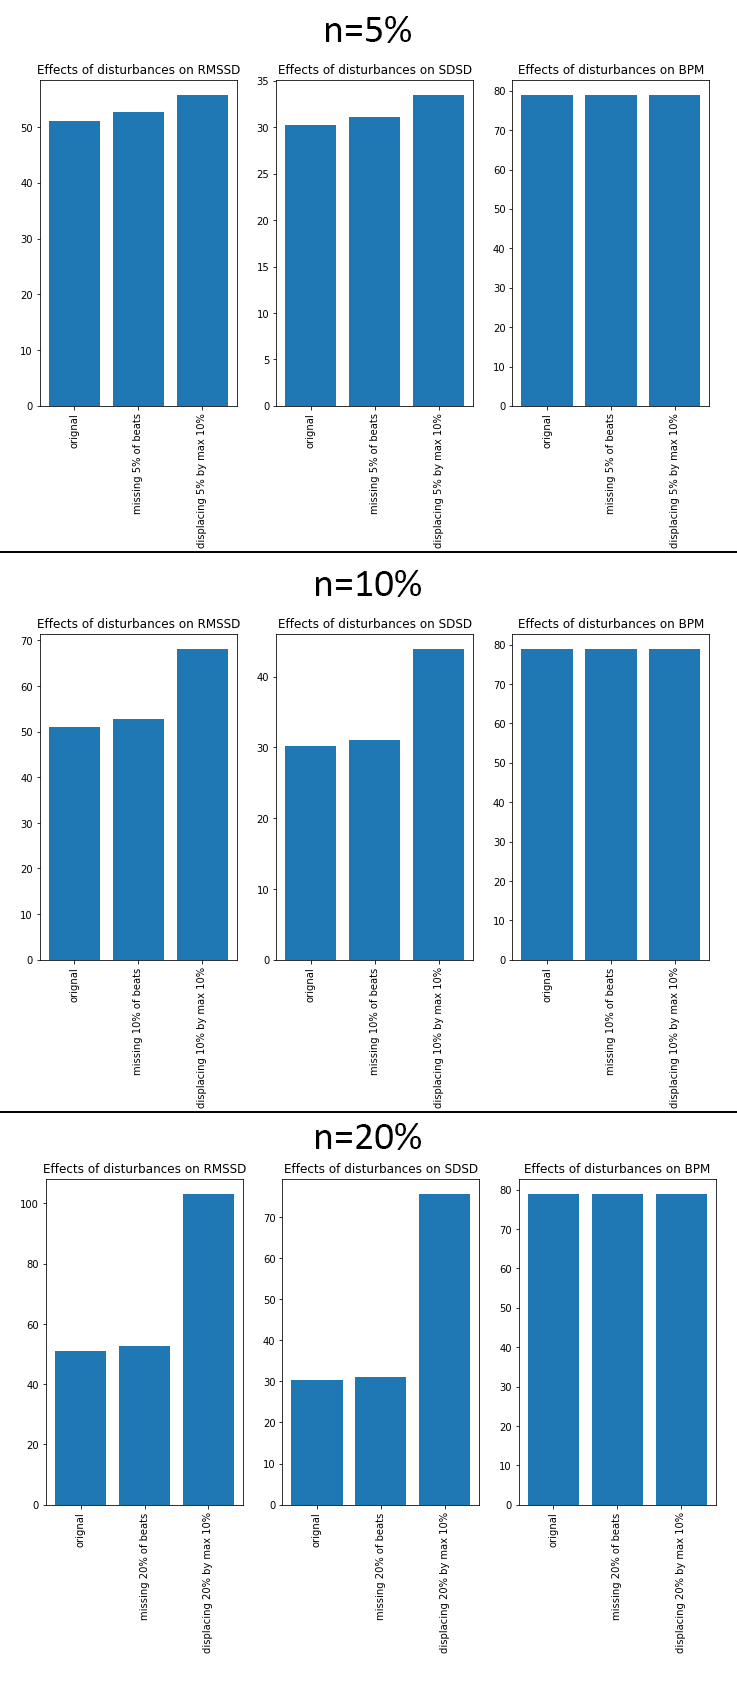 n=5%
Effects of disturbances on RMSSD
50
40
30
20
10
0
orignal
missing 5% of beats
displacing 5% by max 10%
Effects of disturbances on SDSD
35
30
25
20
15
10
5
0
orignal
missing 5% of beats
displacing 5% by max 10%
Effects of disturbances on BPM
80
70
60
50
40
30
20
10
0
orignal
missing 5% of beats
displacing 5% by max 10%
n=10%
Effects of disturbances on RMSSD
70
60
50
40
30
20
10
0
orignal
missing 10% of beats
displacing 10% by max 10%
Effects of disturbances on SDSD
40
30
20
10
0
orignal
missing 10% of beats
displacing 10% by max 10%
Effects of disturbances on BPM
80
70
60
50
40
30
20
10
0
orignal
missing 10% of beats
displacing 10% by max 10%
n=20%
Effects of disturbances on RMSSD
100
80
60
40
20
0
orignal
missing 20% of beats
displacing 20% by max 10%
Effects of disturbances on SDSD
70
60
50
40
30
20
10
0
orignal
missing 20% of beats
displacing 20% by max 10%
Effects of disturbances on BPM
80
70
60
50
40
30
20
10
0
orignal
missing 20% of beats
displacing 20% by max 10%